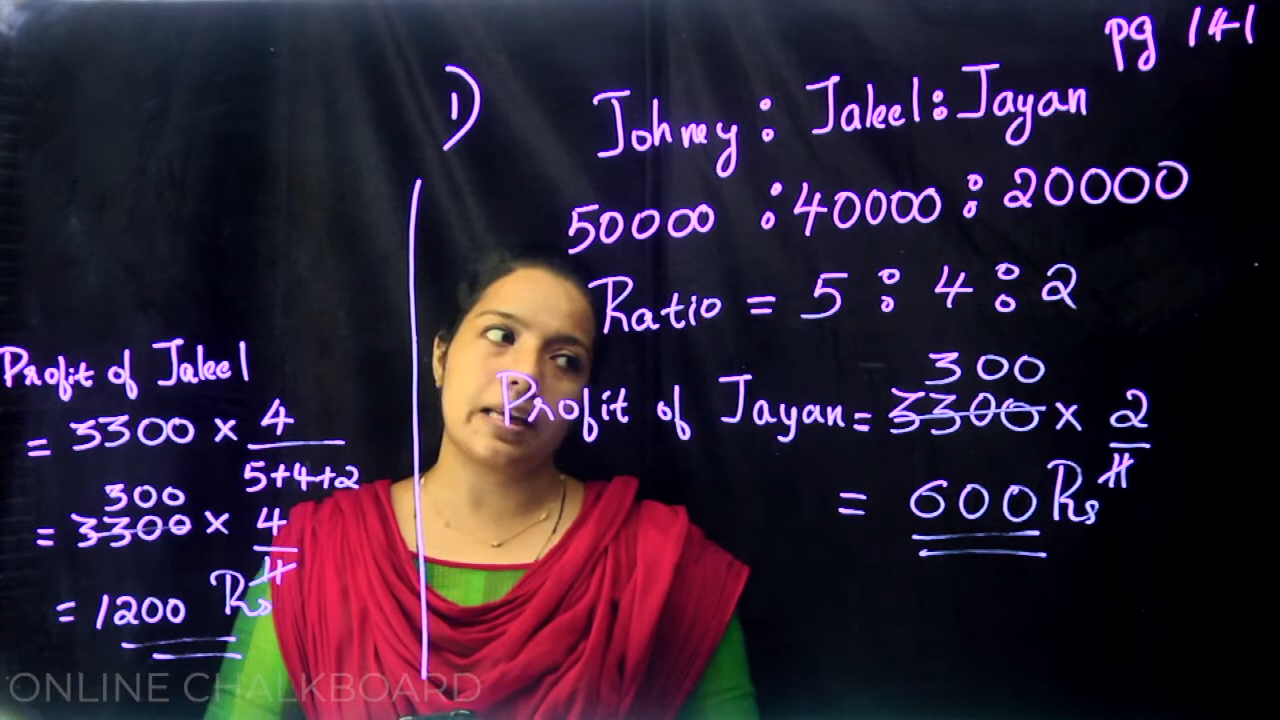 pg 141
1) Johney : Jaleel : Jayan
50000 : 40000 : 20000
Ratio = 5 : 4 : 2
Profit of Jayan = 3300 x 2/11
300
= 600 Rs
Profit of Jaleel
= 3300 x 4/5+4+2
300
= 3300 x 4/11
= 1200 Rs
ONLINE CHALKBOARD